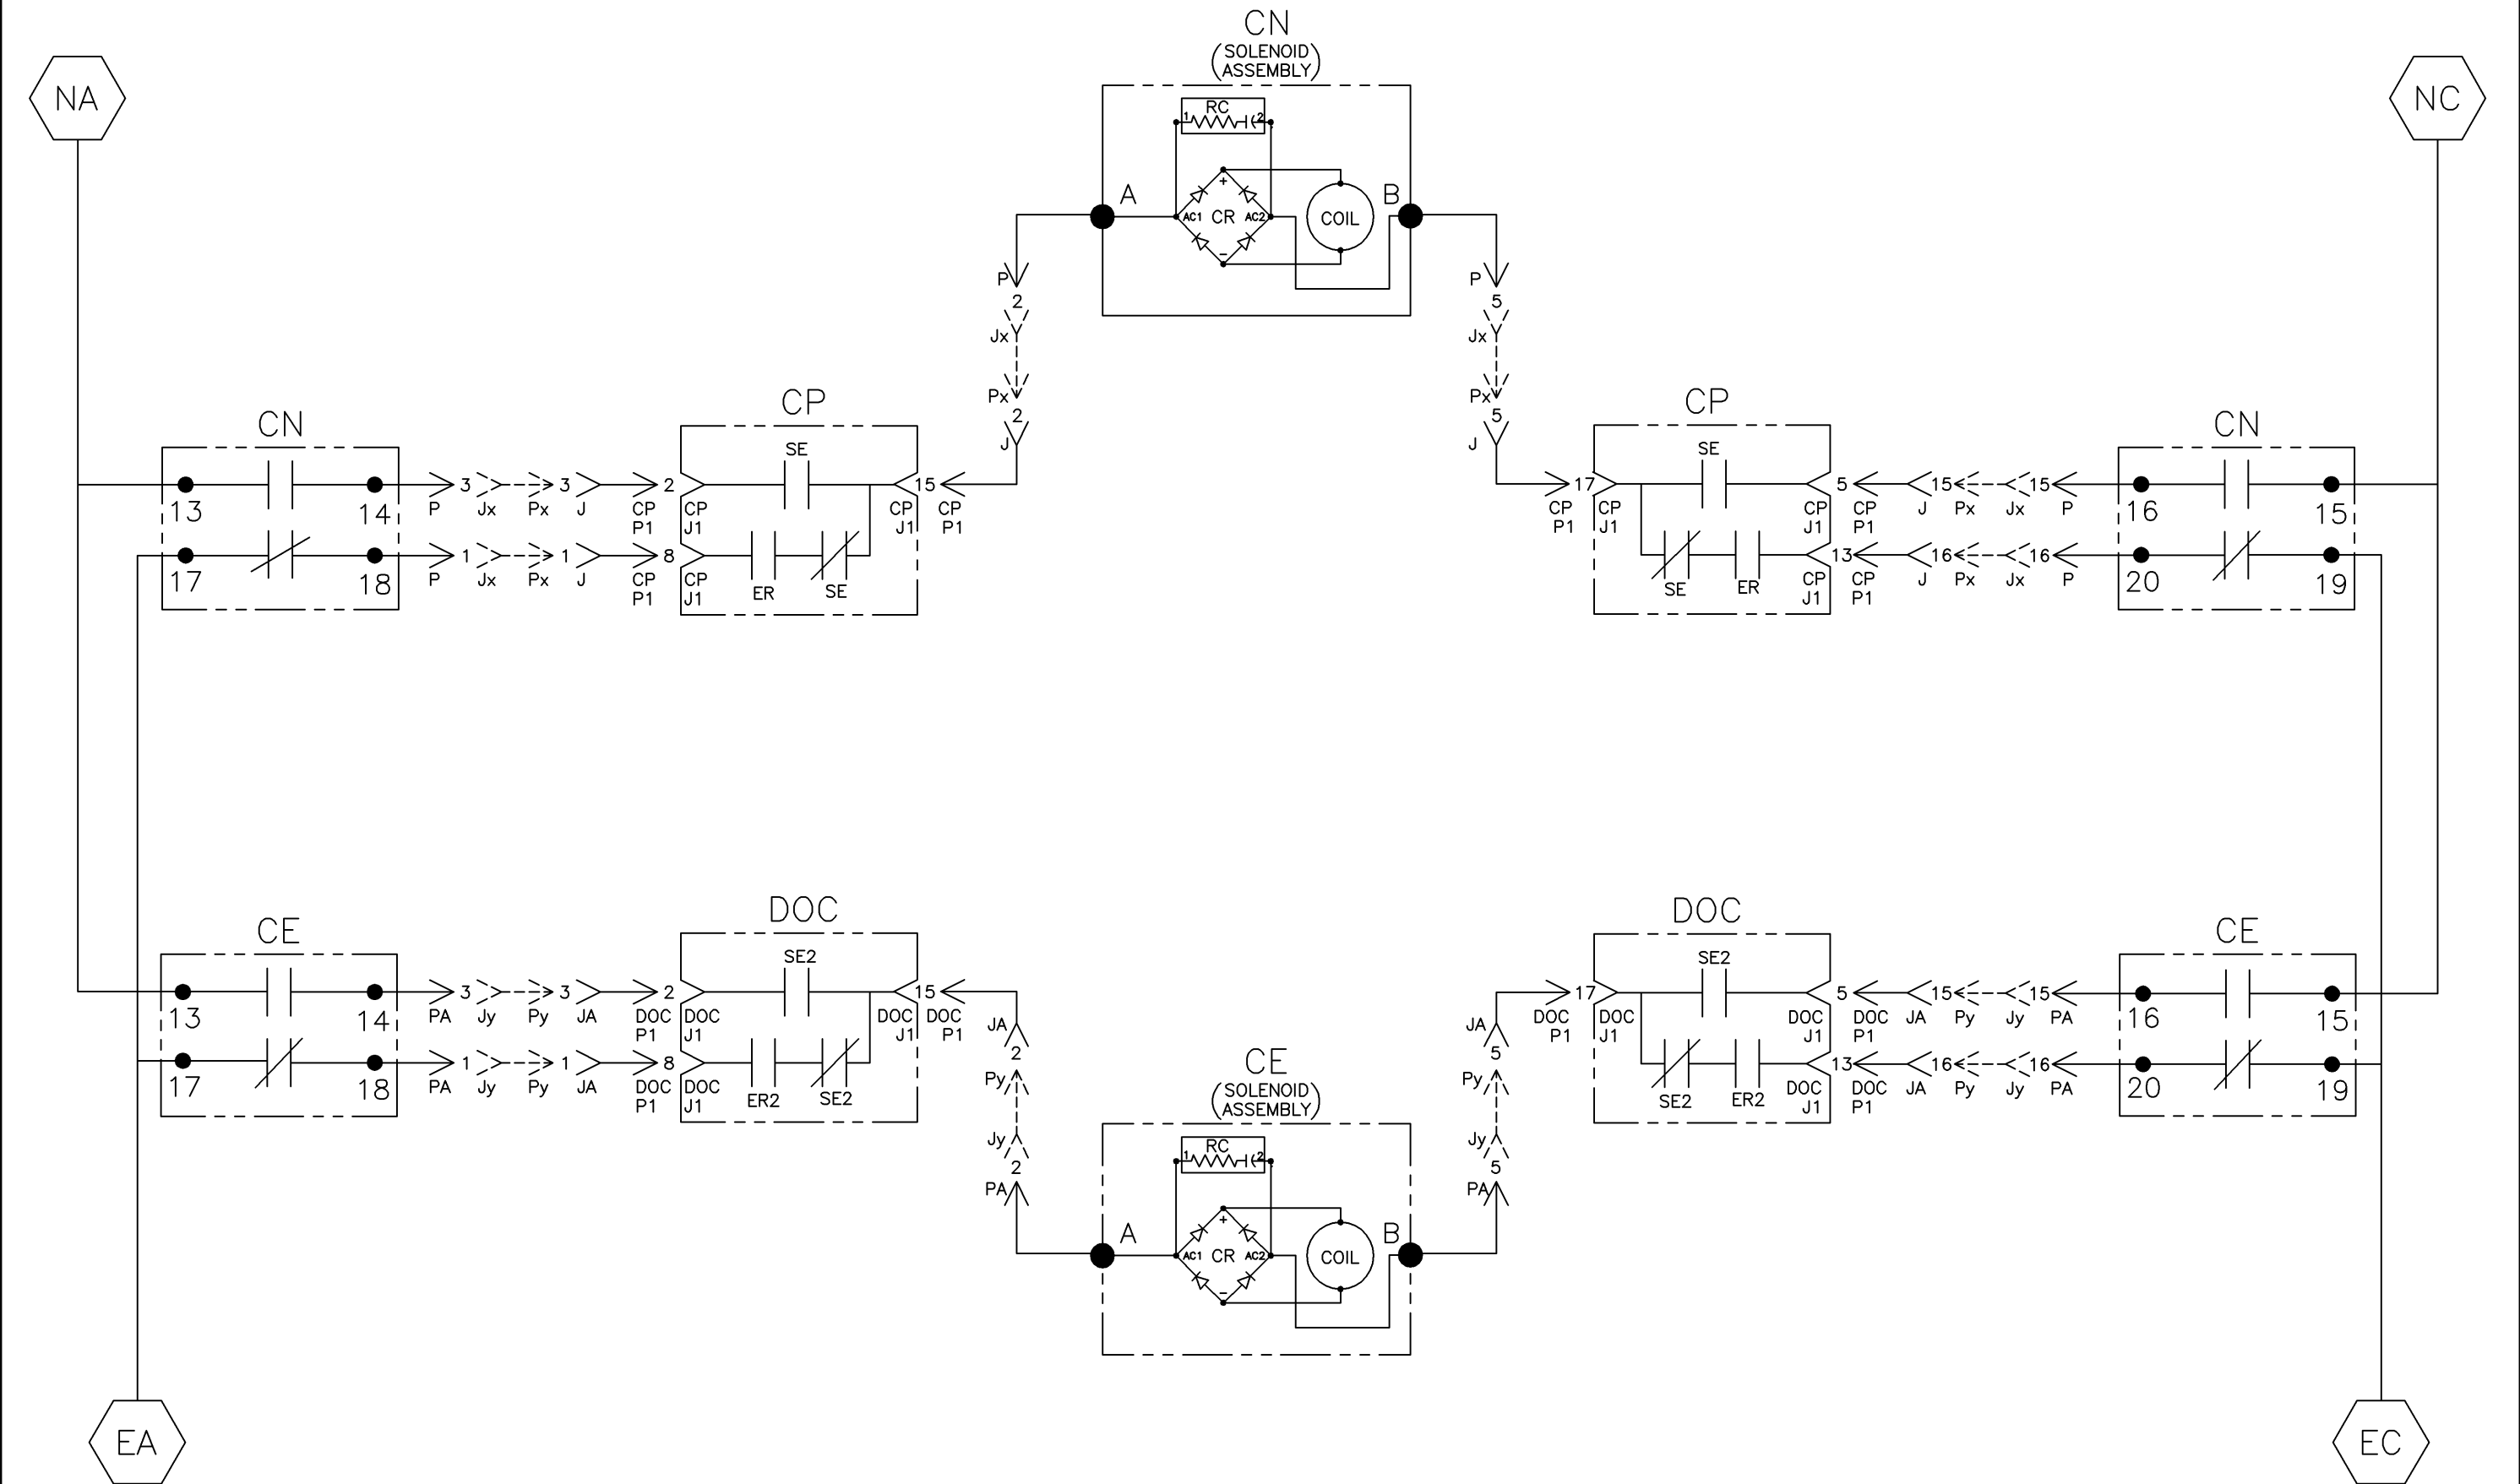 CN
(SOLENOID
ASSEMBLY)
NA
NC
RC
1 2
A
+
AC1 CR AC2
COIL
B
-
P
2
Jx
Px
2
J
P
5
Jx
Px
5
J
CN
13 14
17 18
3 3 2
P Jx Px J CP CP
P1 J1
1 1 8
P Jx Px J CP CP
P1 J1
CP
SE
15
CP CP
J1 P1
ER SE
CP
SE
17
CP CP
P1 J1
SE ER
5 15 15
CP CP J Px Jx P
J1 P1
13 16 16
CP CP J Px Jx P
J1 P1
CN
16 15
20 19
CE
13 14
17 18
3 3 2
PA Jy Py JA DOC DOC
P1 J1
1 1 8
PA Jy Py JA DOC DOC
P1 J1
DOC
SE2
15
DOC DOC
J1 P1
ER2 SE2
JA
2
Py
Jy
2
PA
JA
5
Py
Jy
5
PA
CE
(SOLENOID
ASSEMBLY)
RC
1 2
A
+
AC1 CR AC2
COIL
B
-
DOC
SE2
17
DOC DOC
P1 J1
SE2 ER2
5 15 15
DOC DOC JA Py Jy PA
J1 P1
13 16 16
DOC DOC JA Py Jy PA
J1 P1
CE
16 15
20 19
EA
EC